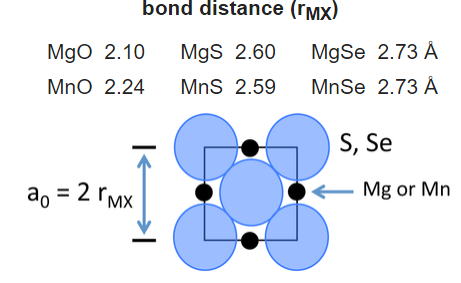 bond distance (rMX)
MgO 2.10 MgS 2.60 MgSe 2.73 Å
MnO 2.24 MnS 2.59 MnSe 2.73 Å
S, Se
a0 = 2 rMX
Mg or Mn